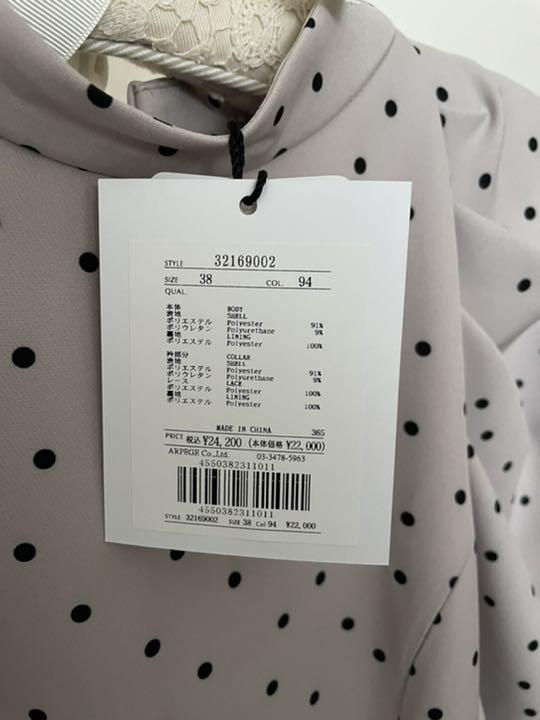 STYLE 32169002
SIZE 38 COL. 94
QUAL.
本体 BODY
表地 SHELL
ポリエステル Polyester 91%
ポリウレタン Polyurethane 9%
裏地 LINING
ポリエステル Polyester 100%
衿部分 COLLAR
表地 SHELL
ポリエステル Polyester 91%
ポリウレタン Polyurethane 9%
レース LACE
ポリエステル Polyester 100%
裏地 LINING
ポリエステル Polyester 100%
MADE IN CHINA 365
PRICE 税込 ¥24,200 (本体価格 ¥22,000)
ARPEGE Co.,Ltd. 03-3478-5963
4550382311011
4550382311011
STYLE 32169002 SIZE 38 Col 94 ¥22,000